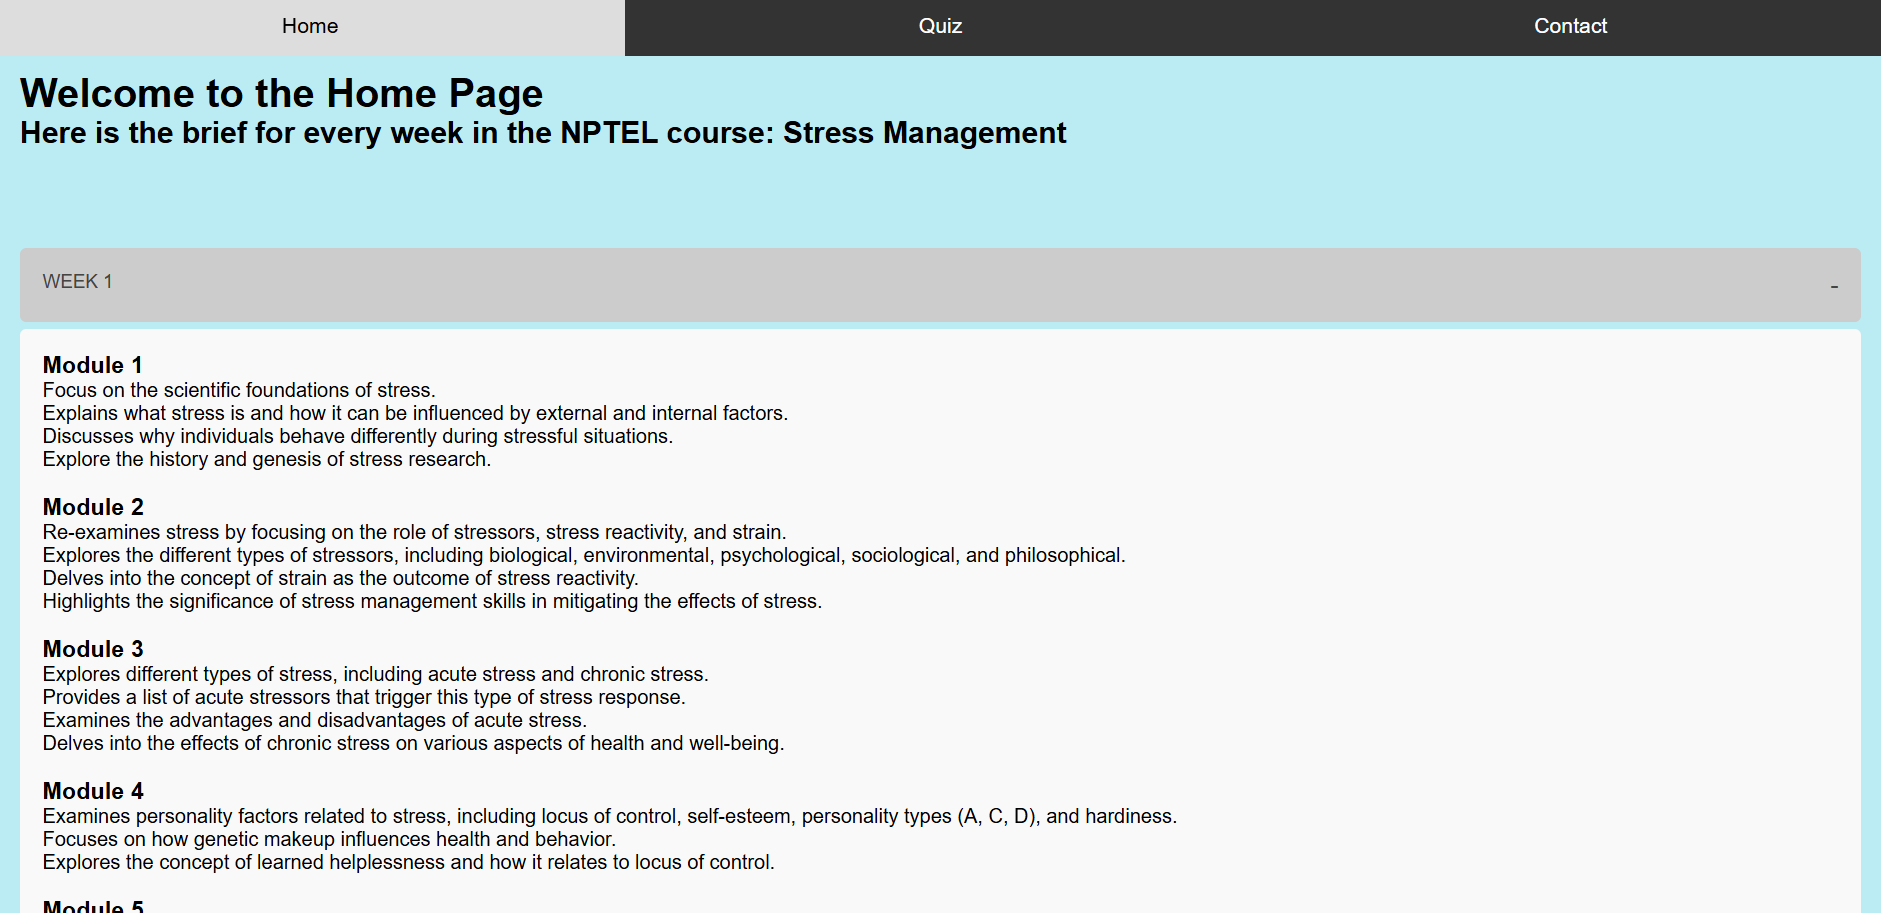 Home Quiz Contact
Welcome to the Home Page
Here is the brief for every week in the NPTEL course: Stress Management
WEEK 1 -
Module 1
Focus on the scientific foundations of stress.
Explains what stress is and how it can be influenced by external and internal factors.
Discusses why individuals behave differently during stressful situations.
Explore the history and genesis of stress research.
Module 2
Re-examines stress by focusing on the role of stressors, stress reactivity, and strain.
Explores the different types of stressors, including biological, environmental, psychological, sociological, and philosophical.
Delves into the concept of strain as the outcome of stress reactivity.
Highlights the significance of stress management skills in mitigating the effects of stress.
Module 3
Explores different types of stress, including acute stress and chronic stress.
Provides a list of acute stressors that trigger this type of stress response.
Examines the advantages and disadvantages of acute stress.
Delves into the effects of chronic stress on various aspects of health and well-being.
Module 4
Examines personality factors related to stress, including locus of control, self-esteem, personality types (A, C, D), and hardiness.
Focuses on how genetic makeup influences health and behavior.
Explores the concept of learned helplessness and how it relates to locus of control.
Module 5